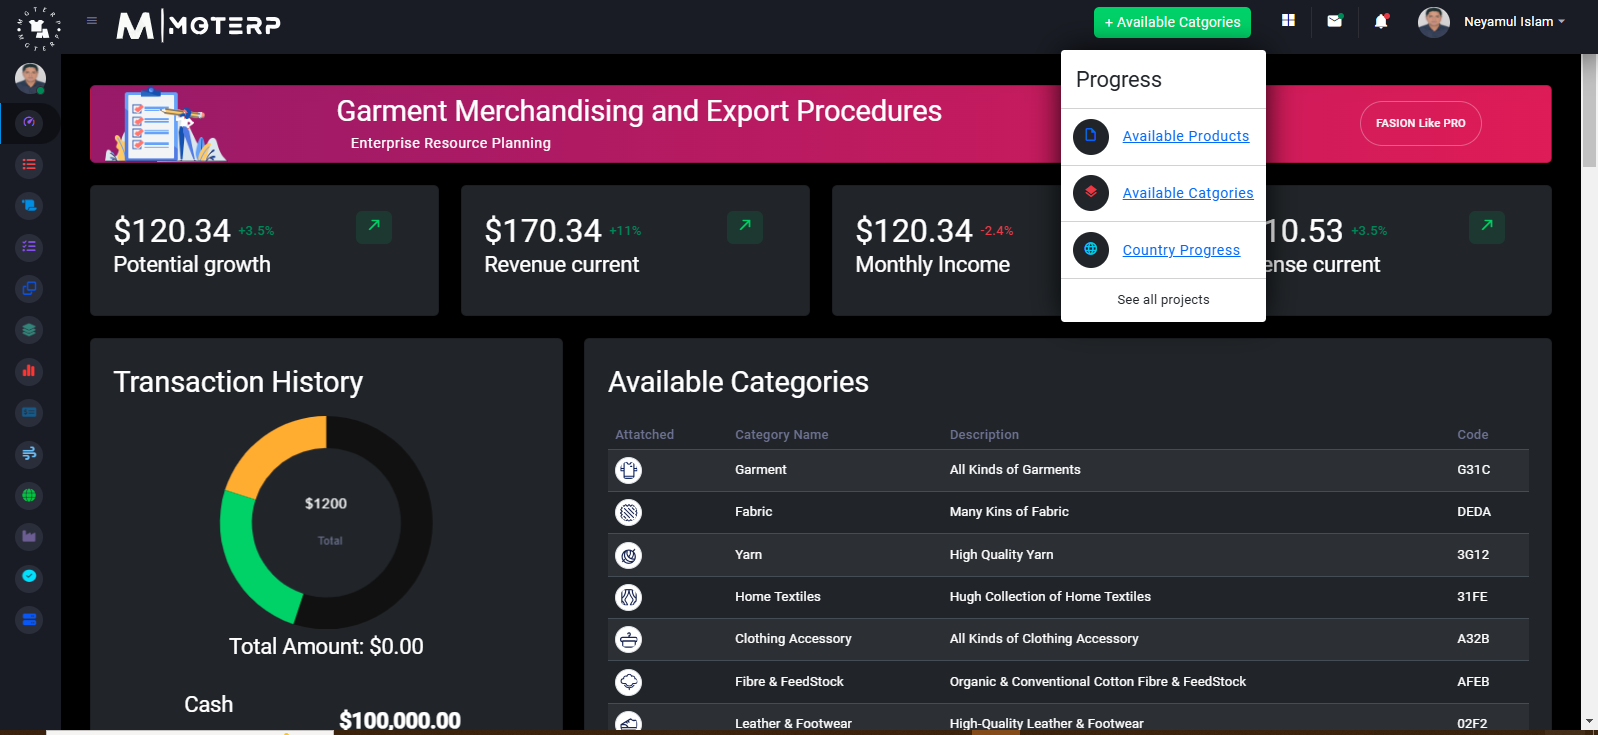 MOTERP MOTERP
M|MOTERP
+ Available Catgories
Neyamul Islam
Progress
Available Products
Available Catgories
Country Progress
See all projects
Garment Merchandising and Export Procedures
Enterprise Resource Planning
FASION Like PRO
$120.34 +3.5%
Potential growth
$170.34 +11%
Revenue current
$120.34 -2.4%
Monthly Income
10.53 +3.5%
ense current
Transaction History
$1200
Total
Total Amount: $0.00
Cash
$100,000.00
Available Categories
Attatched Category Name Description Code
Garment All Kinds of Garments G31C
Fabric Many Kins of Fabric DEDA
Yarn High Quality Yarn 3G12
Home Textiles Hugh Collection of Home Textiles 31FE
Clothing Accessory All Kinds of Clothing Accessory A32B
Fibre & FeedStock Organic & Conventional Cotton Fibre & FeedStock AFEB
Leather & Footwear High-Quality Leather & Footwear 02F2